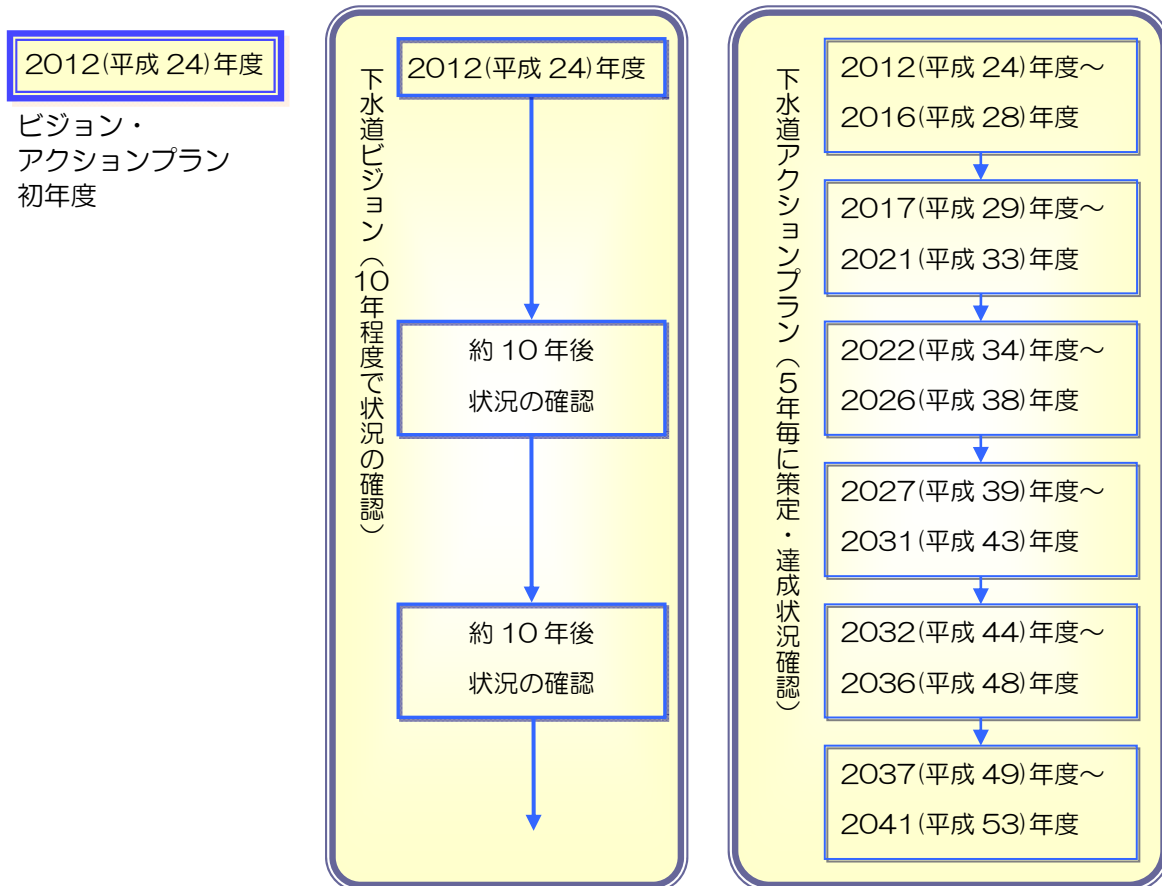 2012(平成 24)年度
ビジョン・
アクションプラン
初年度
下水道ビジョン（10年程度で状況の確認）
2012(平成 24)年度
約 10 年後
状況の確認
約 10 年後
状況の確認
下水道アクションプラン（5年毎に策定・達成状況確認）
2012(平成 24)年度～
2016(平成 28)年度
2017(平成 29)年度～
2021(平成 33)年度
2022(平成 34)年度～
2026(平成 38)年度
2027(平成 39)年度～
2031(平成 43)年度
2032(平成 44)年度～
2036(平成 48)年度
2037(平成 49)年度～
2041(平成 53)年度